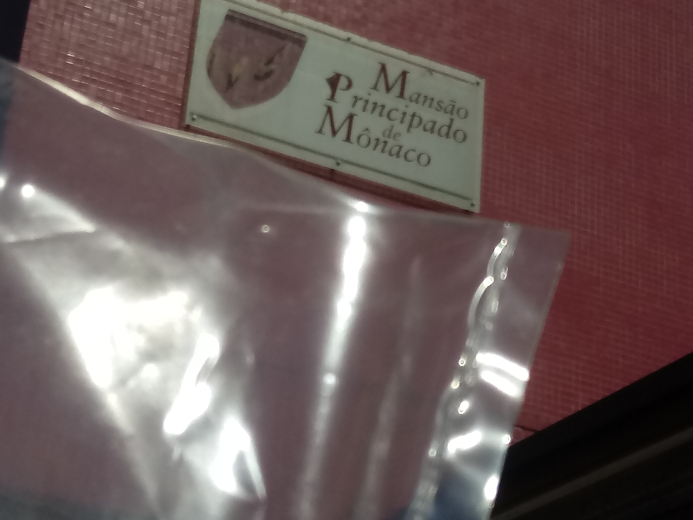 Mansão
Principado
de
Mônaco